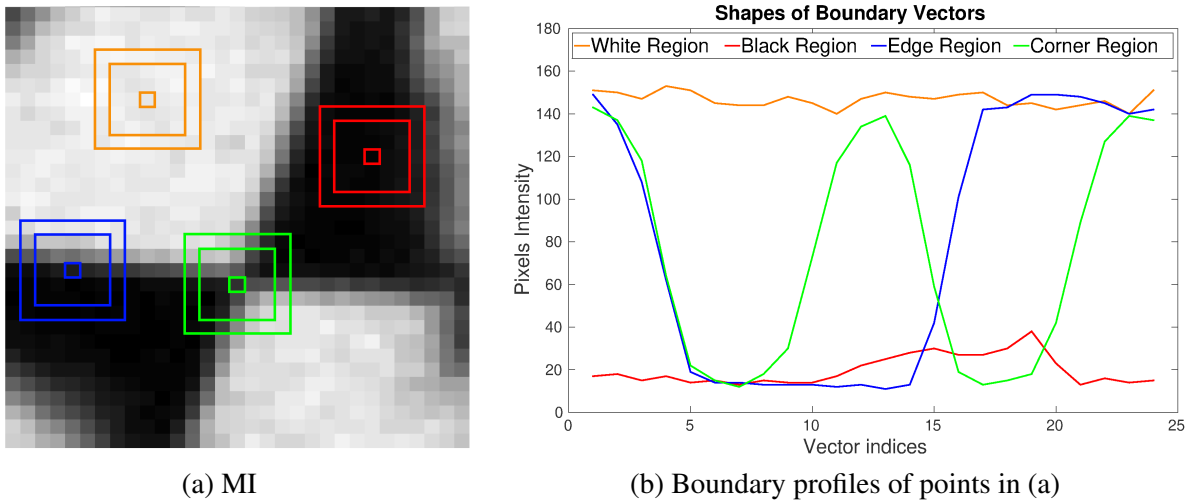 Shapes of Boundary Vectors
White Region Black Region Edge Region Corner Region
180
160
140
120
100
80
60
40
20
0
Pixels Intensity
0 5 10 15 20 25
Vector indices
(a) MI
(b) Boundary profiles of points in (a)